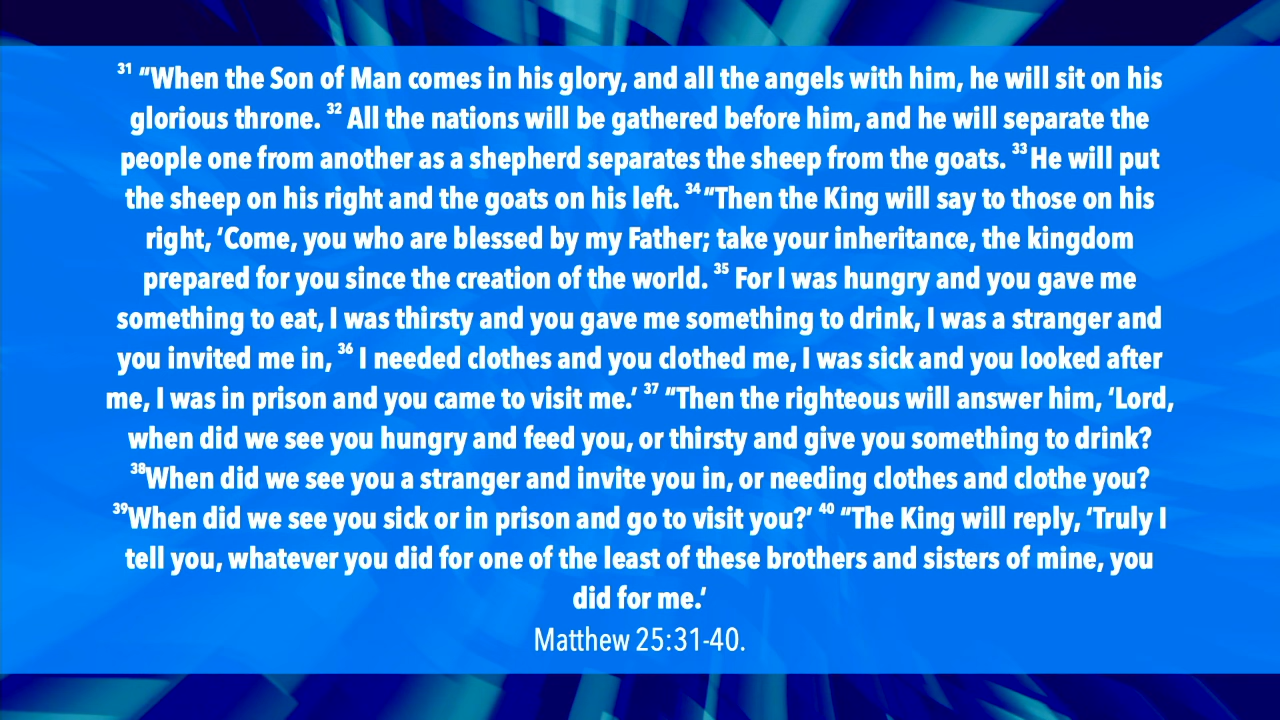 ³¹ “When the Son of Man comes in his glory, and all the angels with him, he will sit on his
glorious throne. ³² All the nations will be gathered before him, and he will separate the
people one from another as a shepherd separates the sheep from the goats. ³³ He will put
the sheep on his right and the goats on his left. ³⁴ “Then the King will say to those on his
right, ‘Come, you who are blessed by my Father; take your inheritance, the kingdom
prepared for you since the creation of the world. ³⁵ For I was hungry and you gave me
something to eat, I was thirsty and you gave me something to drink, I was a stranger and
you invited me in, ³⁶ I needed clothes and you clothed me, I was sick and you looked after
me, I was in prison and you came to visit me.’ ³⁷ “Then the righteous will answer him, ‘Lord,
when did we see you hungry and feed you, or thirsty and give you something to drink?
³⁸When did we see you a stranger and invite you in, or needing clothes and clothe you?
³⁹When did we see you sick or in prison and go to visit you?’ ⁴⁰ “The King will reply, ‘Truly I
tell you, whatever you did for one of the least of these brothers and sisters of mine, you
did for me.’
Matthew 25:31-40.